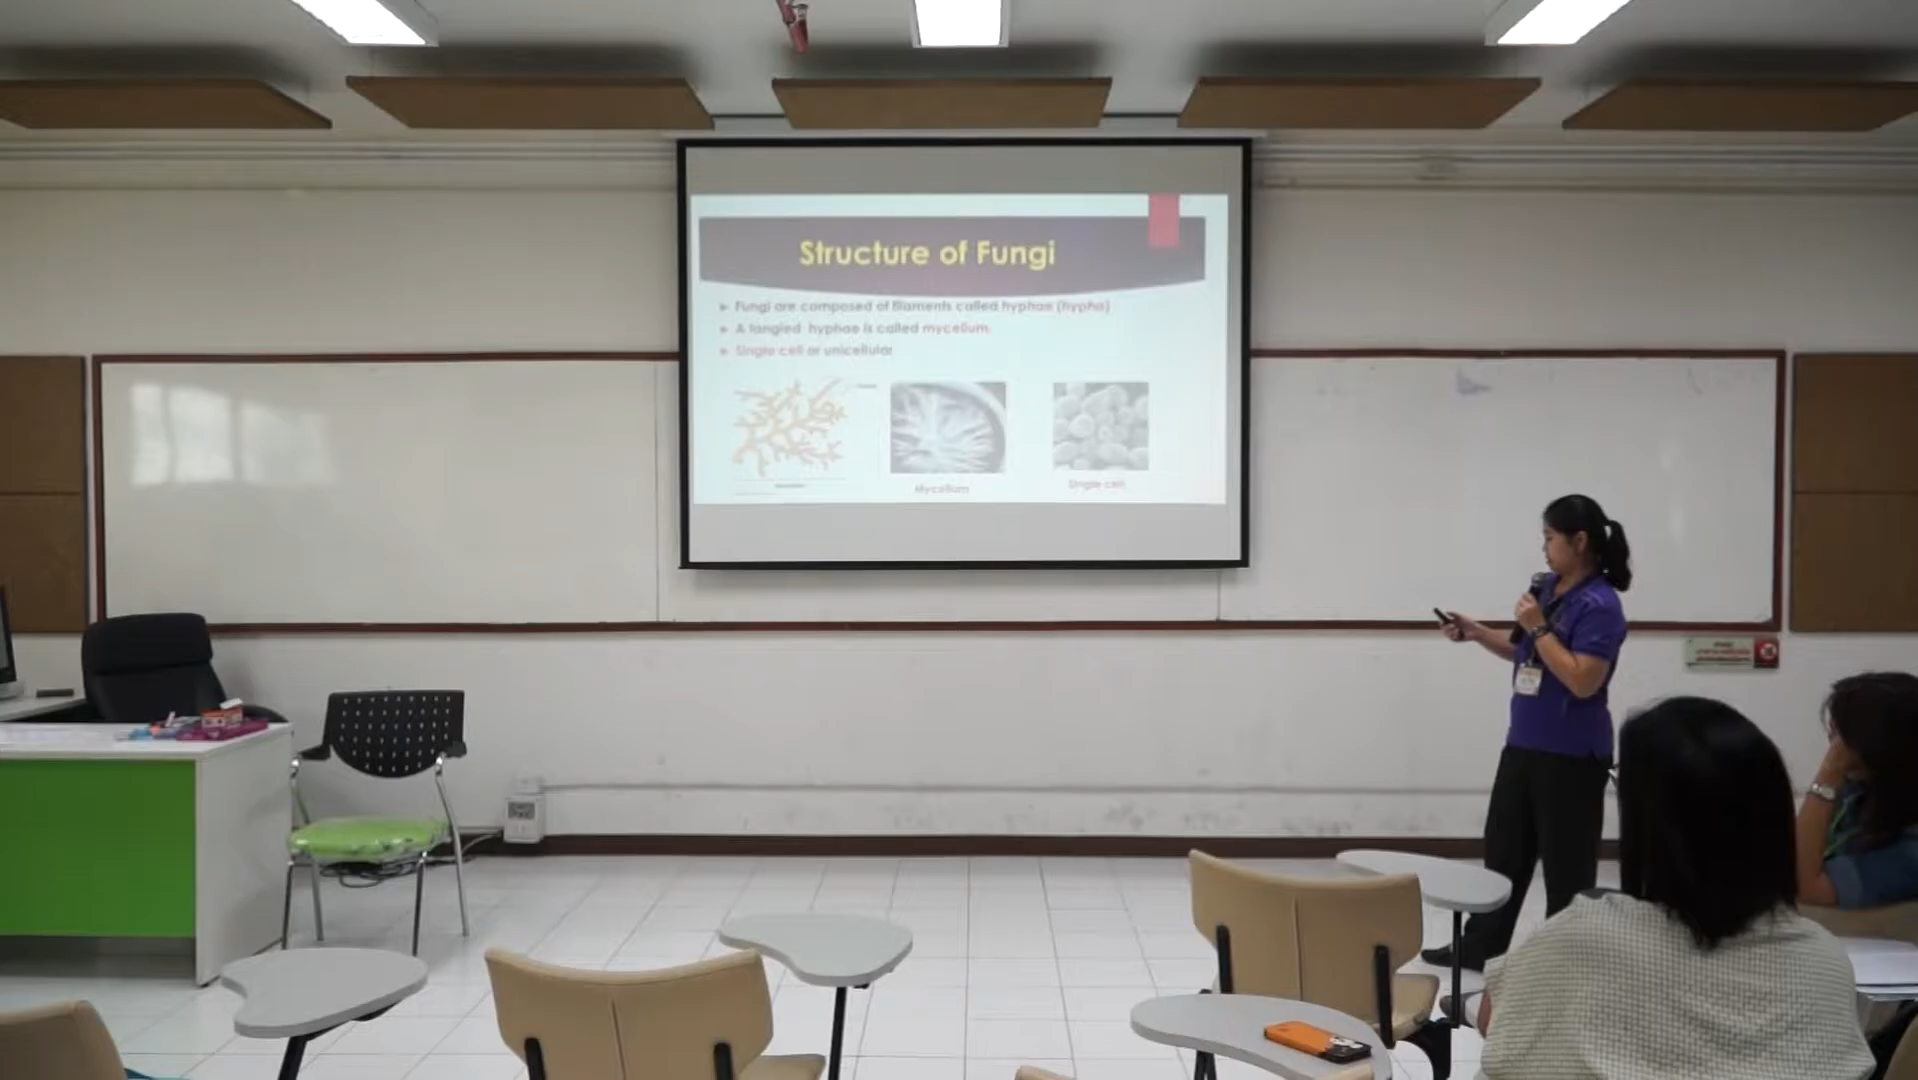 Structure of Fungi
Fungi are composed of filaments called hyphae (hypha)
A tangled hyphae is called mycelium.
Single cell or unicellular
Mycelium
Single cell